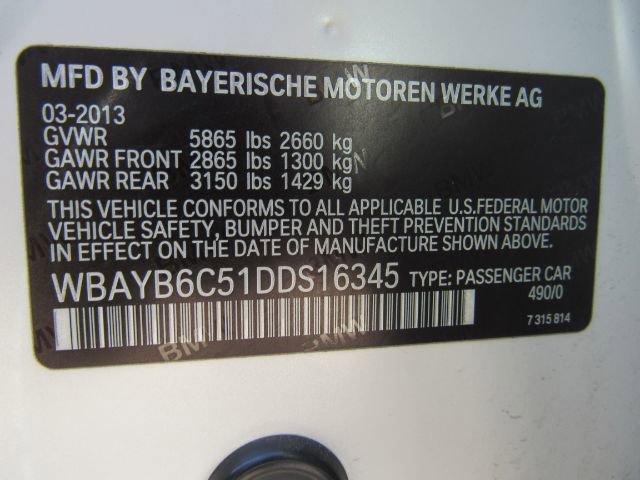 MFD BY BAYERISCHE MOTOREN WERKE AG
03-2013
GVWR 5865 lbs 2660 kg
GAWR FRONT 2865 lbs 1300 kg
GAWR REAR 3150 lbs 1429 kg
THIS VEHICLE CONFORMS TO ALL APPLICABLE U.S.FEDERAL MOTOR
VEHICLE SAFETY, BUMPER AND THEFT PREVENTION STANDARDS
IN EFFECT ON THE DATE OF MANUFACTURE SHOWN ABOVE.
WBAYB6C51DDS16345 TYPE: PASSENGER CAR
490/0
7 315 814